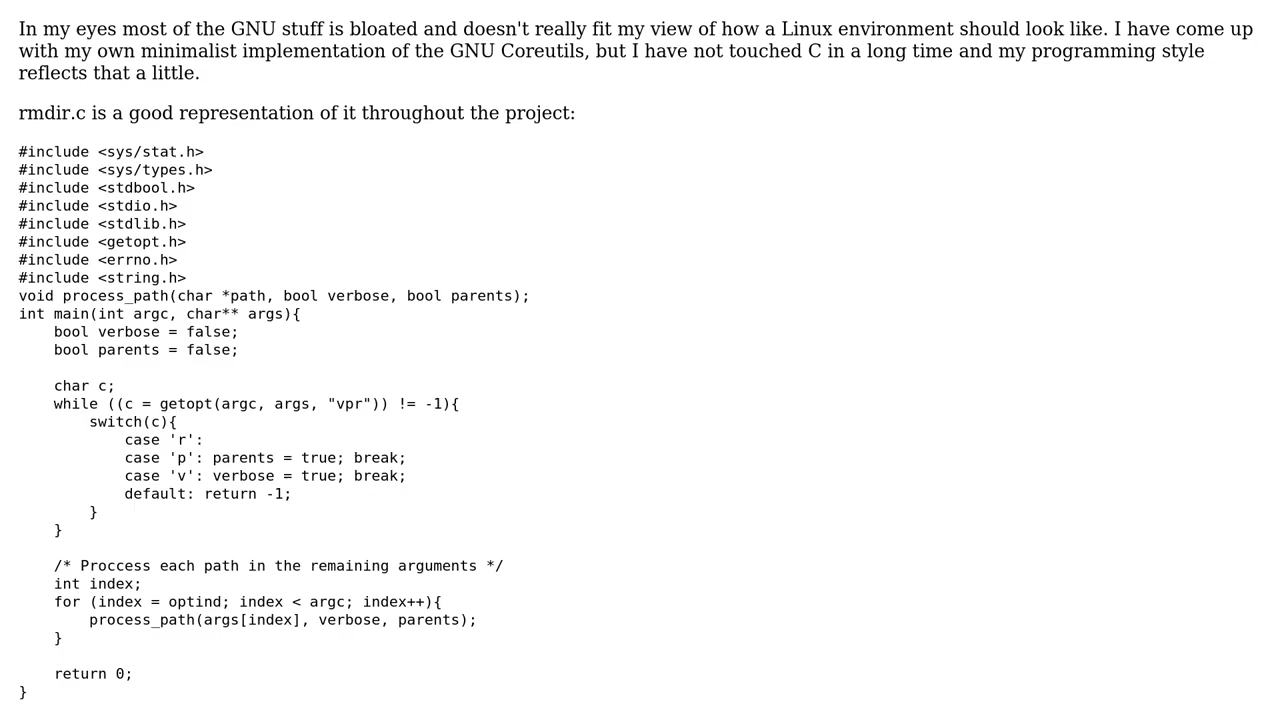 In my eyes most of the GNU stuff is bloated and doesn't really fit my view of how a Linux environment should look like. I have come up
with my own minimalist implementation of the GNU Coreutils, but I have not touched C in a long time and my programming style
reflects that a little.
rmdir.c is a good representation of it throughout the project:
#include <sys/stat.h>
#include <sys/types.h>
#include <stdbool.h>
#include <stdio.h>
#include <stdlib.h>
#include <getopt.h>
#include <errno.h>
#include <string.h>
void process_path(char *path, bool verbose, bool parents);
int main(int argc, char** args){
    bool verbose = false;
    bool parents = false;

    char c;
    while ((c = getopt(argc, args, "vpr")) != -1){
        switch(c){
            case 'r':
            case 'p': parents = true; break;
            case 'v': verbose = true; break;
            default: return -1;
        }
    }

    /* Proccess each path in the remaining arguments */
    int index;
    for (index = optind; index < argc; index++){
        process_path(args[index], verbose, parents);
    }

    return 0;
}